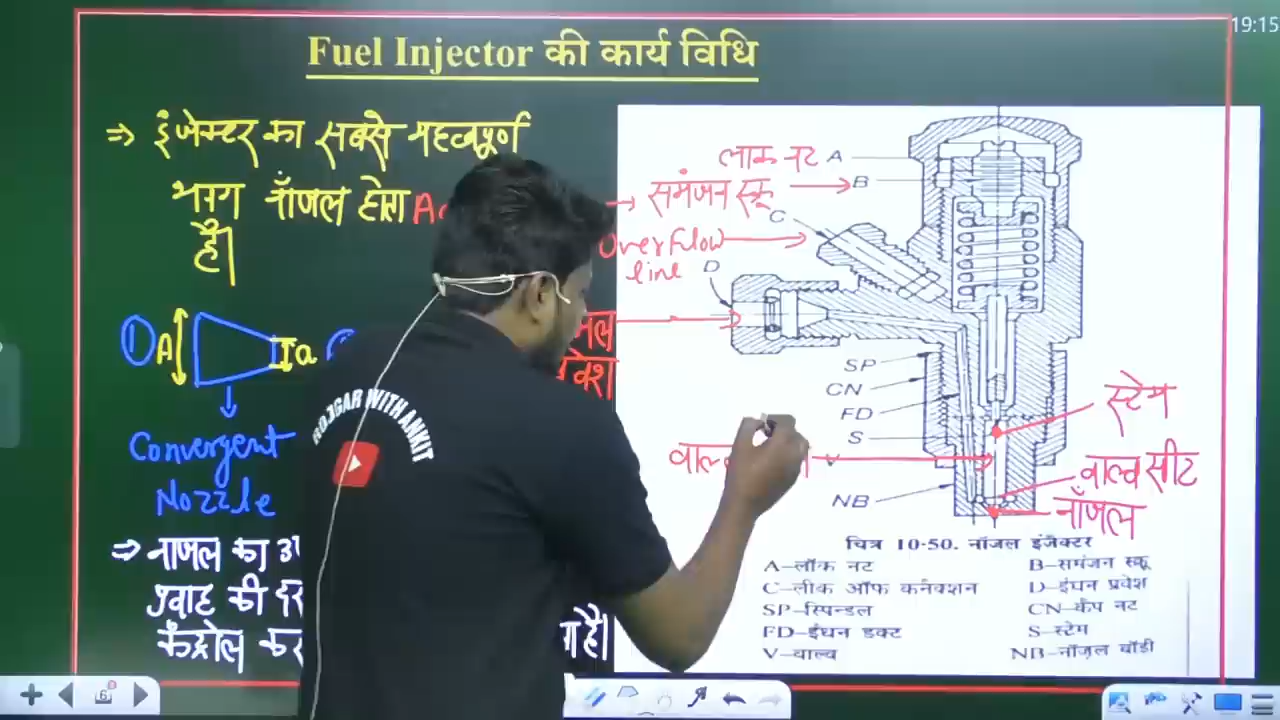 19:15
Fuel Injector की कार्य विधि
⇒ इंजेक्टर का सबसे महत्वपूर्ण
भाग नॉजल होता
है।
① A Ia
Convergent
Nozzle
⇒ नाजल का
प्रवाह की
कंट्रोल
है।
लाक नट A
→ समंजन स्क्रू → B
Overflow
line
C
D
SP
CN
FD
S
V
NB
स्टेम
वाल्व सीट
नॉजल
चित्र 10-50. नॉजल इंजेक्टर
A–लॉक नट B–समंजन स्क्रू
C–लीक ऑफ कनेक्शन D–ईंधन प्रवेश
SP–स्पिन्डल CN–कैप नट
FD–ईंधन डक्ट S–स्टेम
V–वाल्व NB–नॉज़ल बॉडी
ROJGAR WITH ANKIT